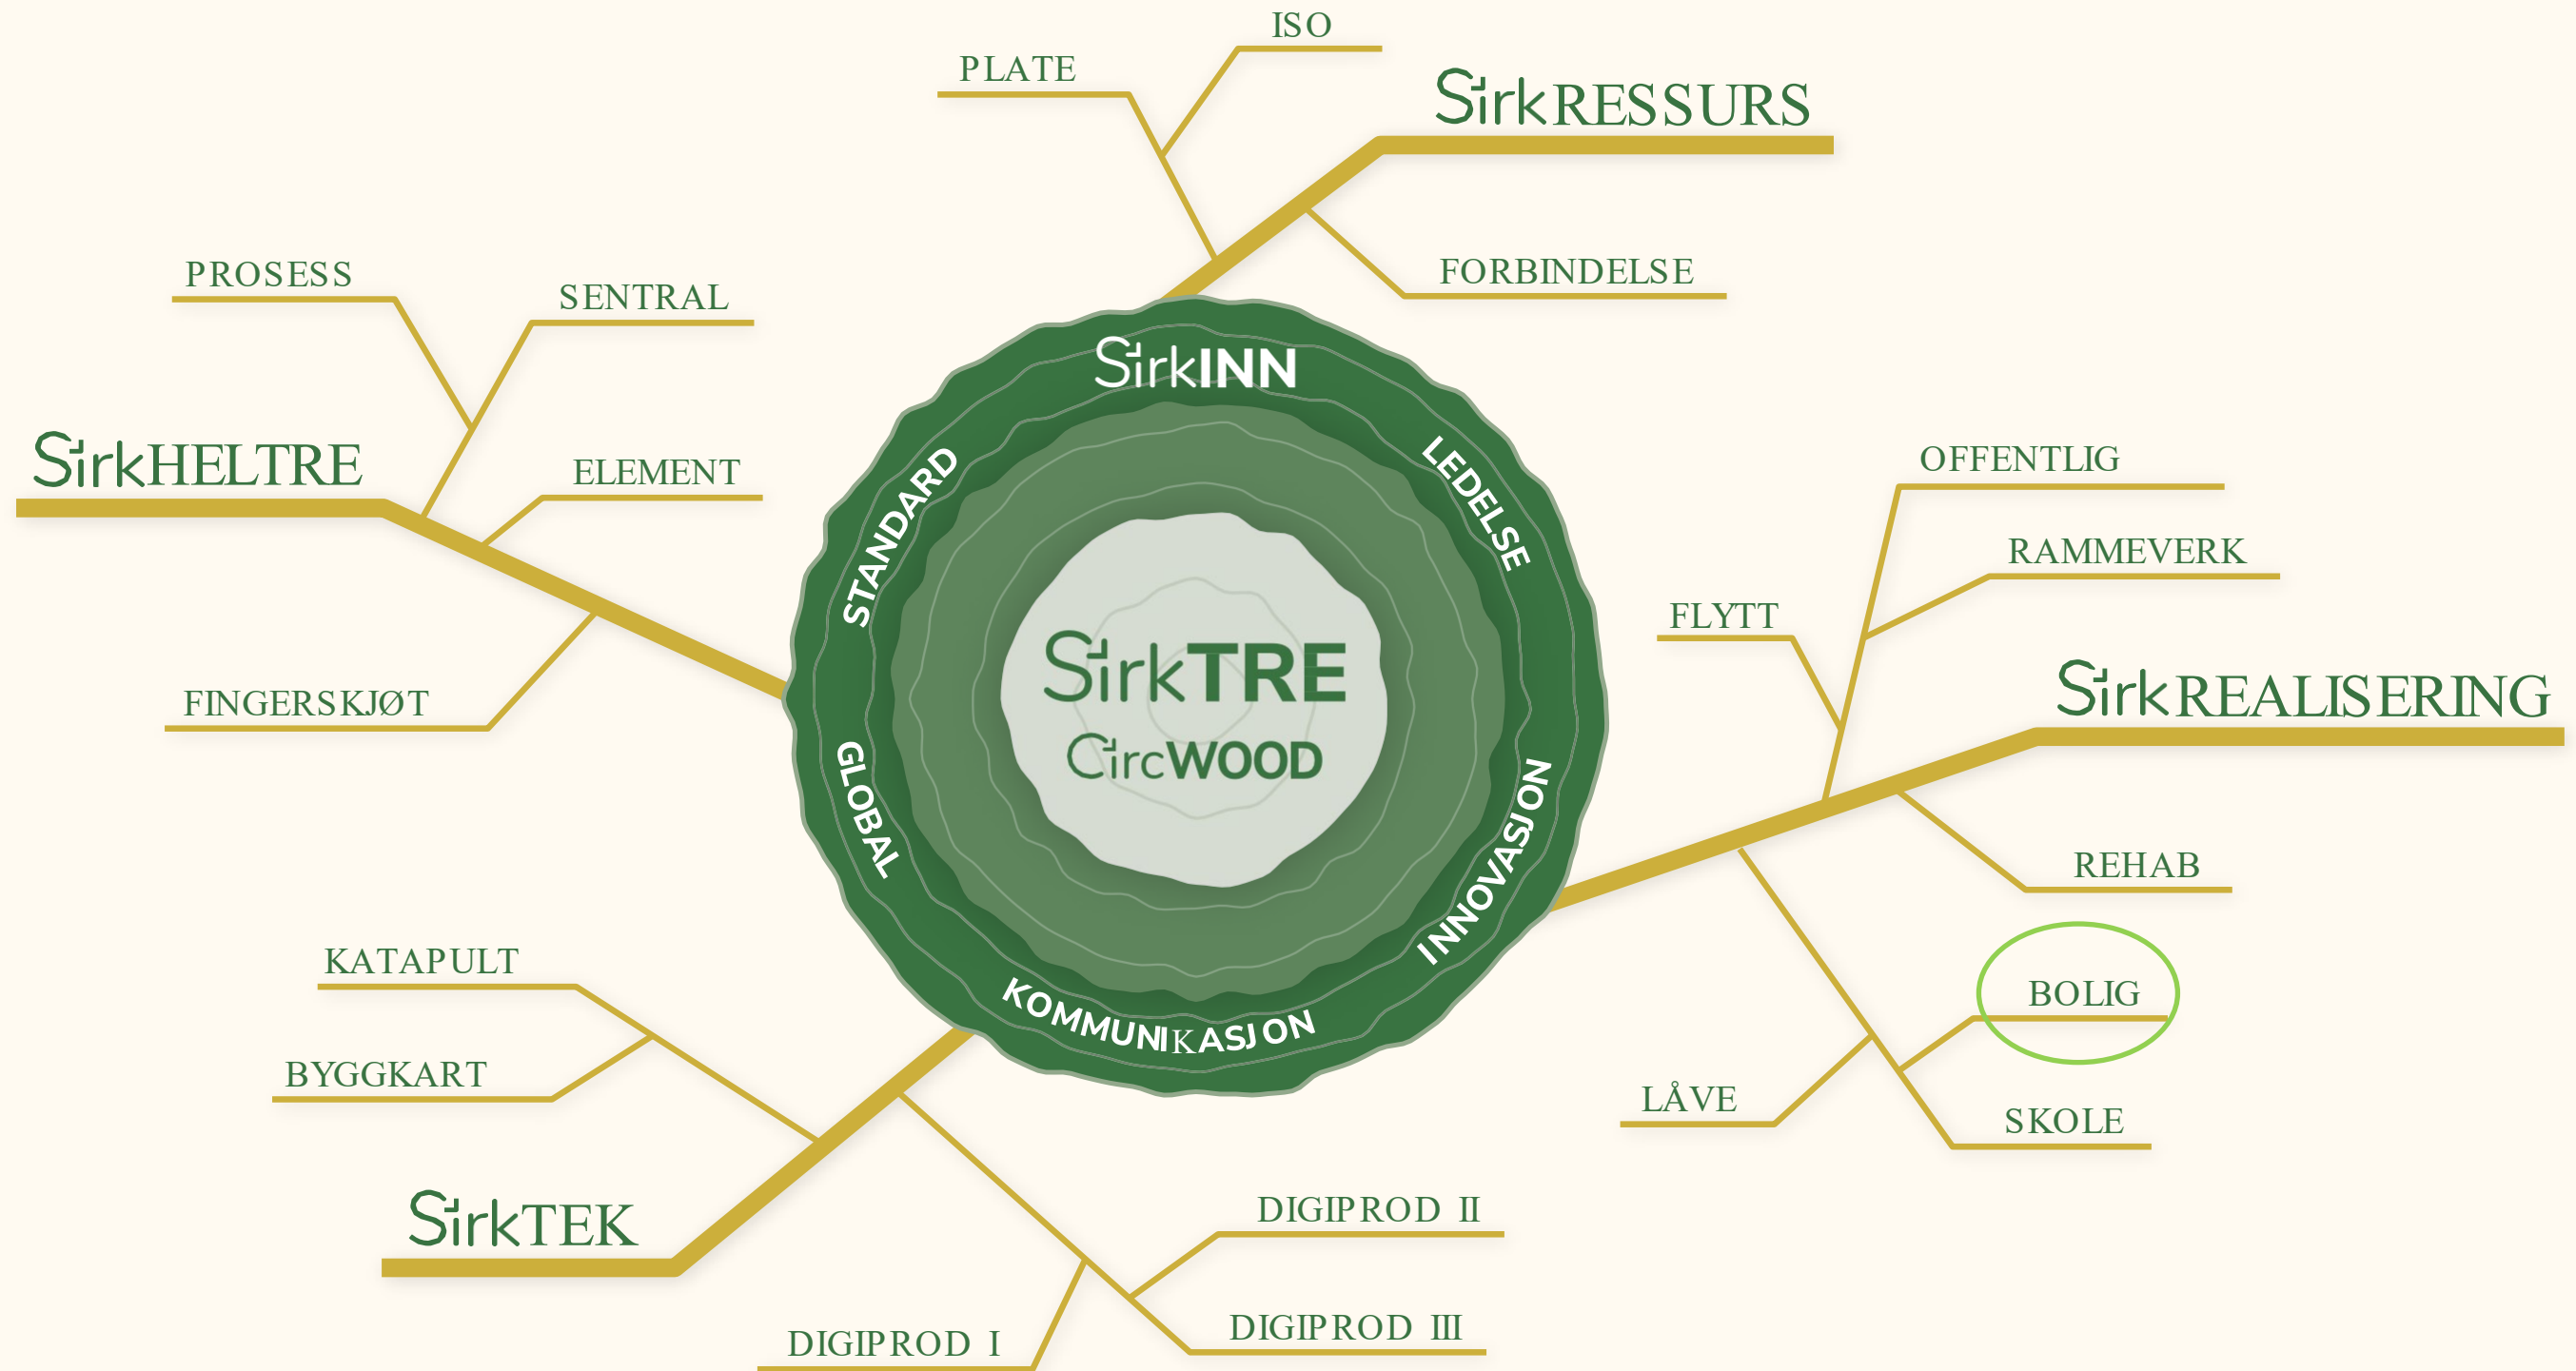 ISO
PLATE
SirkRESSURS
FORBINDELSE
PROSESS
SENTRAL
SirkHELTRE
ELEMENT
FINGERSKJØT
SirkINN
STANDARD
LEDELSE
SirkTRE
CircWOOD
GLOBAL
INNOVASJON
KOMMUNIKASJON
OFFENTLIG
RAMMEVERK
FLYTT
SirkREALISERING
REHAB
BOLIG
LÅVE
SKOLE
KATAPULT
BYGGKART
SirkTEK
DIGIPROD II
DIGIPROD III
DIGIPROD I